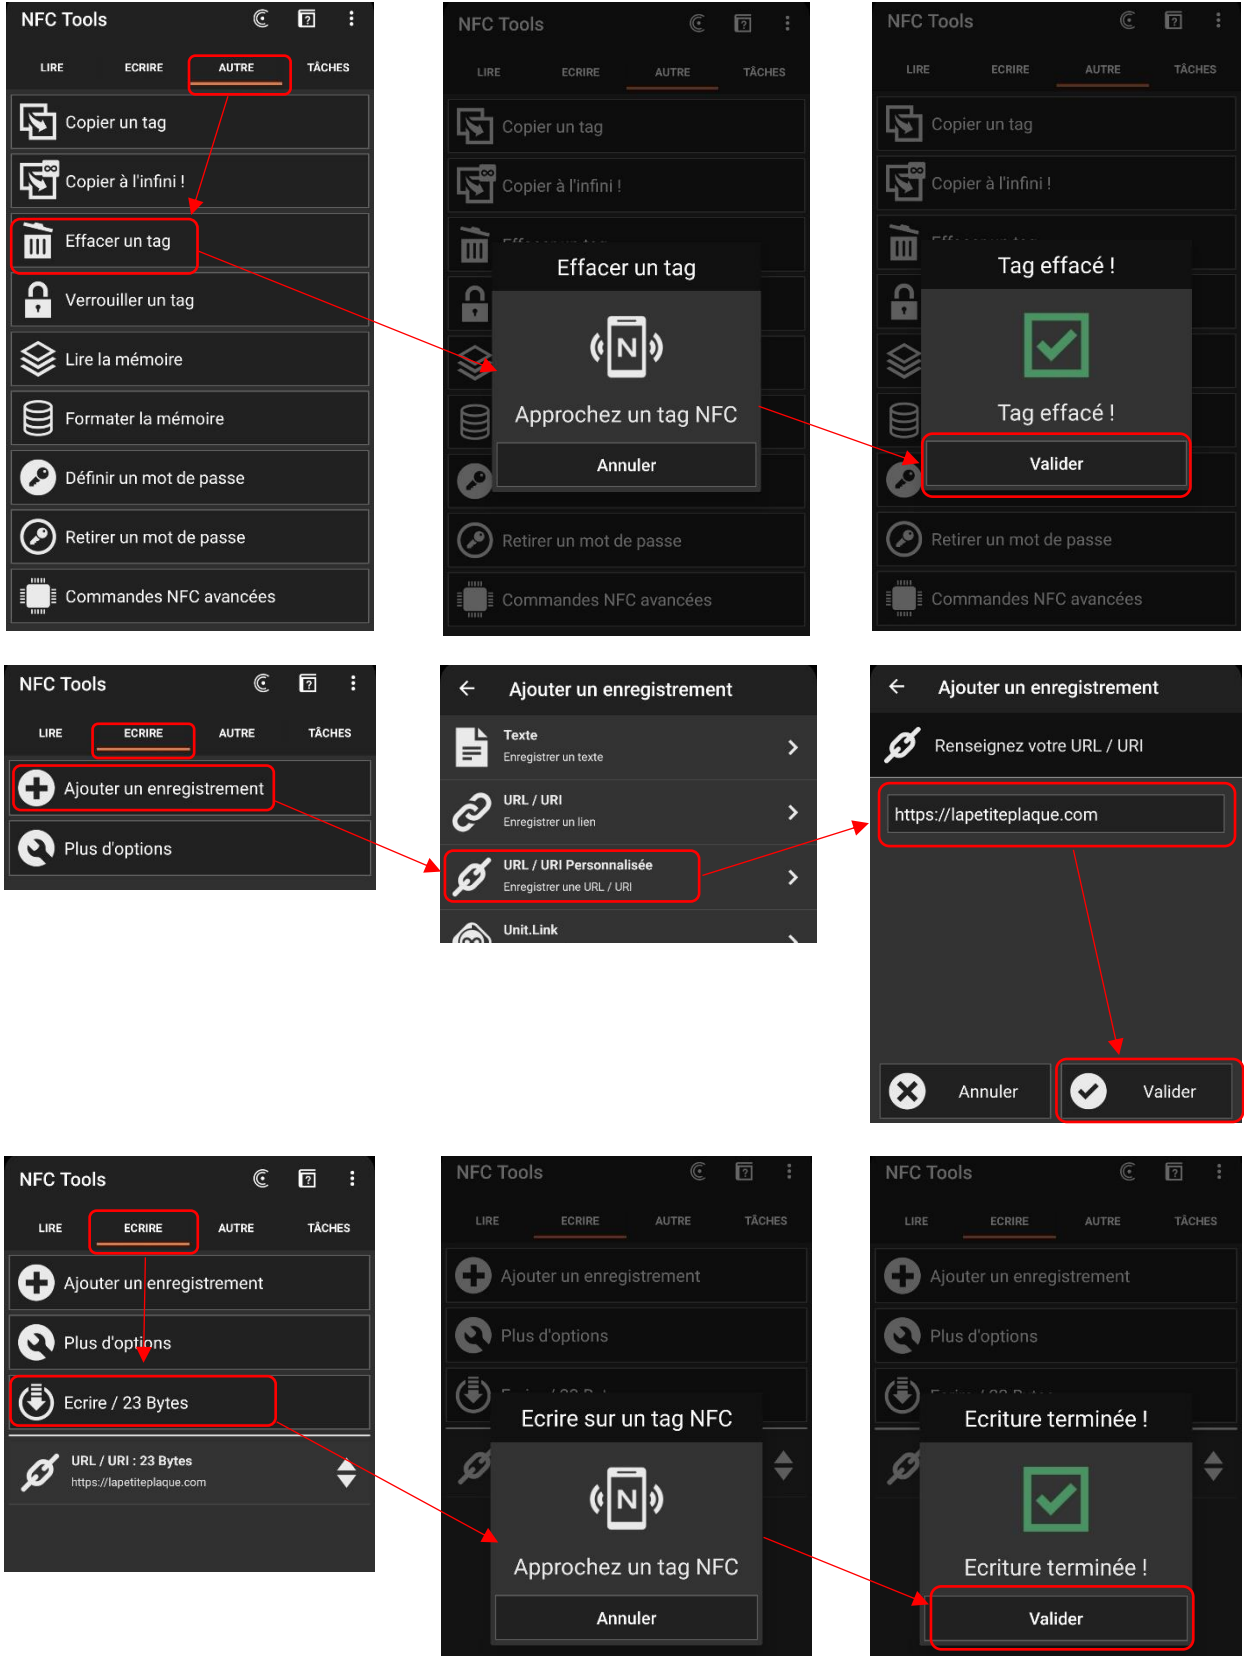 NFC Tools
LIRE ECRIRE AUTRE TÂCHES
Copier un tag
Copier à l'infini !
Effacer un tag
Verrouiller un tag
Lire la mémoire
Formater la mémoire
Définir un mot de passe
Retirer un mot de passe
Commandes NFC avancées
NFC Tools
LIRE ECRIRE AUTRE TÂCHES
Copier un tag
Copier à l'infini !
Effacer un tag
Effacer un tag
Approchez un tag NFC
Annuler
Retirer un mot de passe
Commandes NFC avancées
NFC Tools
LIRE ECRIRE AUTRE TÂCHES
Copier un tag
Copier à l'infini !
Tag effacé !
Tag effacé !
Valider
Retirer un mot de passe
Commandes NFC avancées
NFC Tools
LIRE ECRIRE AUTRE TÂCHES
Ajouter un enregistrement
Plus d'options
Ajouter un enregistrement
Texte
Enregistrer un texte
URL / URI
Enregistrer un lien
URL / URI Personnalisée
Enregistrer une URL / URI
Unit.Link
Ajouter un enregistrement
Renseignez votre URL / URI
https://lapetiteplaque.com
Annuler
Valider
NFC Tools
LIRE ECRIRE AUTRE TÂCHES
Ajouter un enregistrement
Plus d'options
Ecrire / 23 Bytes
URL / URI : 23 Bytes
https://lapetiteplaque.com
NFC Tools
LIRE ECRIRE AUTRE TÂCHES
Ajouter un enregistrement
Plus d'options
Ecrire sur un tag NFC
Approchez un tag NFC
Annuler
NFC Tools
LIRE ECRIRE AUTRE TÂCHES
Ajouter un enregistrement
Plus d'options
Ecriture terminée !
Ecriture terminée !
Valider